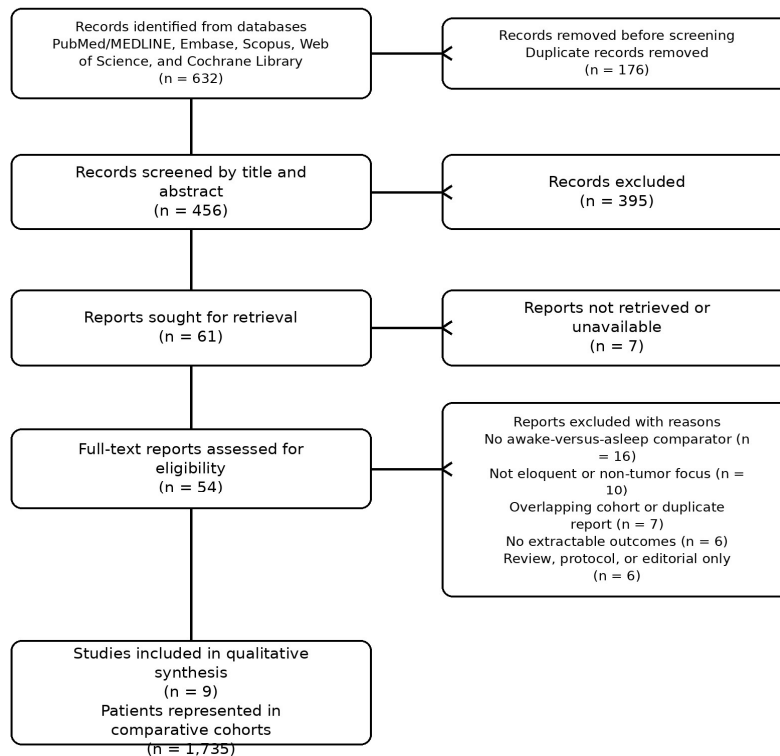 Records identified from databases
PubMed/MEDLINE, Embase, Scopus, Web
of Science, and Cochrane Library
(n = 632)
Records removed before screening
Duplicate records removed
(n = 176)
Records screened by title and
abstract
(n = 456)
Records excluded
(n = 395)
Reports sought for retrieval
(n = 61)
Reports not retrieved or
unavailable
(n = 7)
Full-text reports assessed for
eligibility
(n = 54)
Reports excluded with reasons
No awake-versus-asleep comparator (n
= 16)
Not eloquent or non-tumor focus (n =
10)
Overlapping cohort or duplicate
report (n = 7)
No extractable outcomes (n = 6)
Review, protocol, or editorial only
(n = 6)
Studies included in qualitative
synthesis
(n = 9)
Patients represented in
comparative cohorts
(n = 1,735)